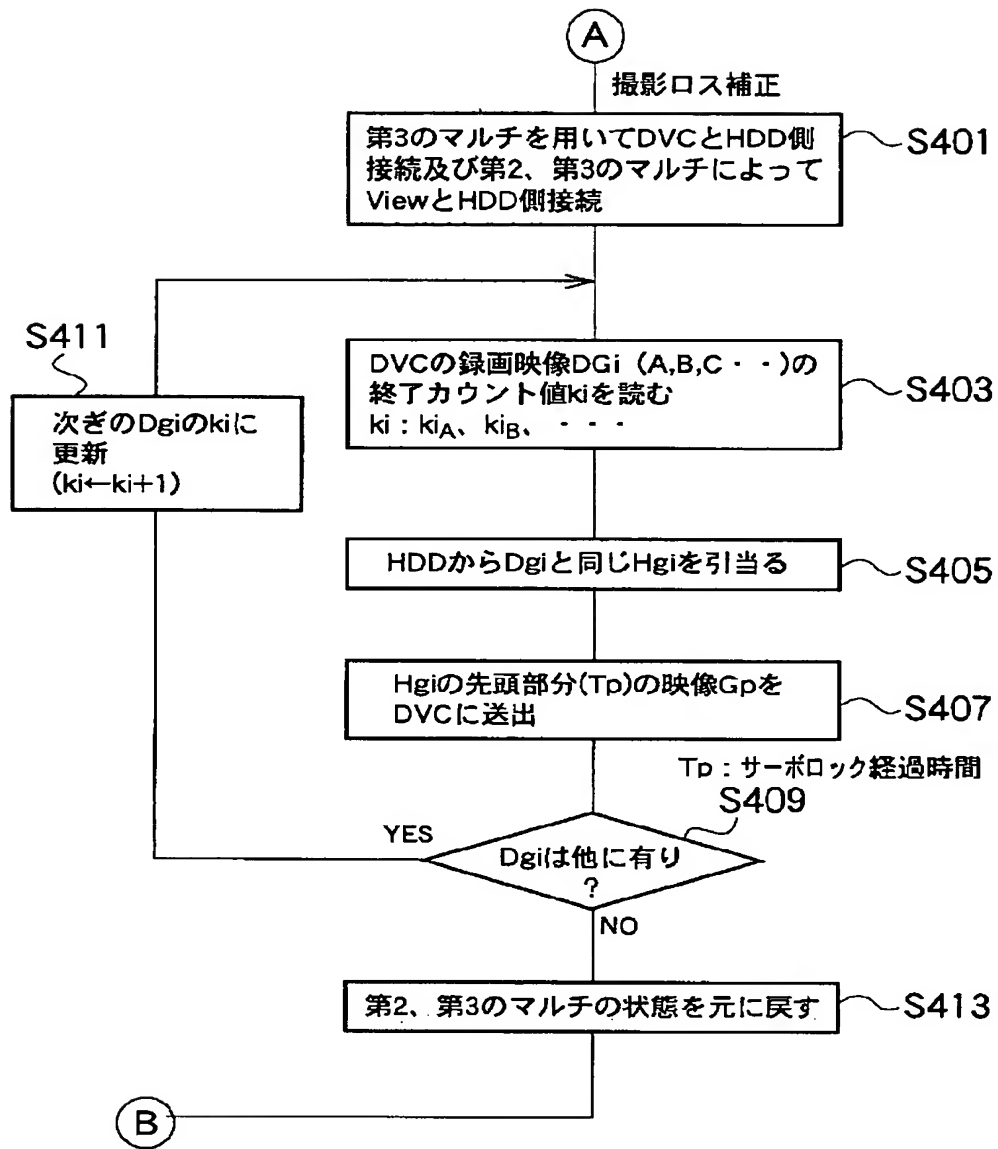 A
撮影ロス補正
第3のマルチを用いてDVCとHDD側
接続及び第2、第3のマルチによって
ViewとHDD側接続
S401
S411
次ぎのDgiのkiに
更新
(ki←ki+1)
DVCの録画映像DGi (A,B,C・・)の
終了カウント値kiを読む
ki:kiA、kiB、・・・
S403
HDDからDgiと同じHgiを引当る
S405
Hgiの先頭部分(Tp)の映像Gpを
DVCに送出
S407
Tp:サーボロック経過時間
S409
YES
Dgiは他に有り
?
NO
第2、第3のマルチの状態を元に戻す
S413
B